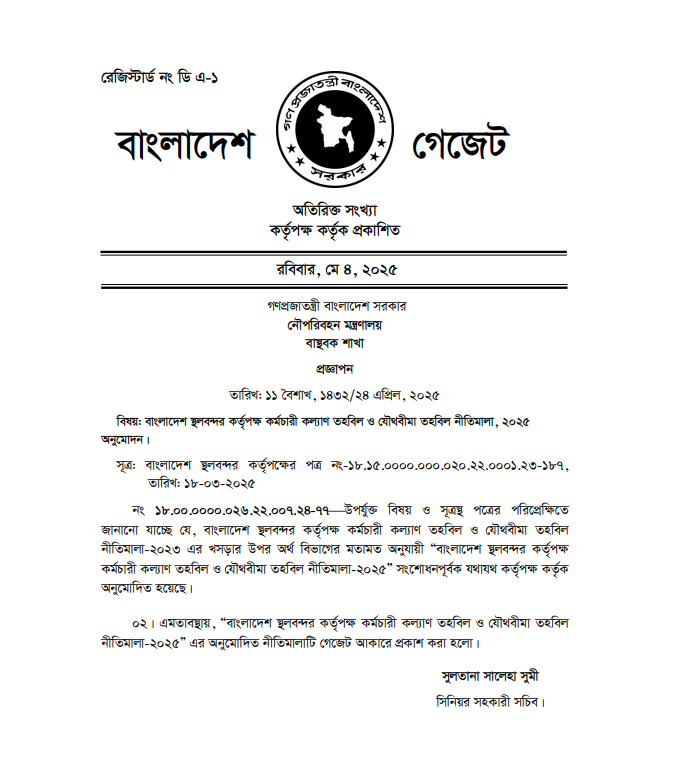 রেজিস্টার্ড নং ডি এ-১
গণপ্রজাতন্ত্রী বাংলাদেশ
সরকার
বাংলাদেশ গেজেট
অতিরিক্ত সংখ্যা
কর্তৃপক্ষ কর্তৃক প্রকাশিত
রবিবার, মে ৪, ২০২৫
গণপ্রজাতন্ত্রী বাংলাদেশ সরকার
নৌপরিবহন মন্ত্রণালয়
বাস্থবক শাখা
প্রজ্ঞাপন
তারিখ: ১১ বৈশাখ, ১৪৩২/২৪ এপ্রিল, ২০২৫
বিষয়: বাংলাদেশ স্থলবন্দর কর্তৃপক্ষ কর্মচারী কল্যাণ তহবিল ও যৌথবীমা তহবিল নীতিমালা, ২০২৫
অনুমোদন।
সূত্র: বাংলাদেশ স্থলবন্দর কর্তৃপক্ষের পত্র নং-১৮.১৫.০০০০.০০০.০২০.২২.০০০১.২৩-১৮৭,
তারিখ: ১৮-০৩-২০২৫
নং ১৮.০০.০০০০.০২৬.২২.০০৭.২৪-৭৭—উপর্যুক্ত বিষয় ও সূত্রস্থ পত্রের পরিপ্রেক্ষিতে
জানানো যাচ্ছে যে, বাংলাদেশ স্থলবন্দর কর্তৃপক্ষ কর্মচারী কল্যাণ তহবিল ও যৌথবীমা তহবিল
নীতিমালা-২০২৩ এর খসড়ার উপর অর্থ বিভাগের মতামত অনুযায়ী “বাংলাদেশ স্থলবন্দর কর্তৃপক্ষ
কর্মচারী কল্যাণ তহবিল ও যৌথবীমা তহবিল নীতিমালা-২০২৫” সংশোধনপূর্বক যথাযথ কর্তৃপক্ষ কর্তৃক
অনুমোদিত হয়েছে।
০২। এমতাবস্থায়, “বাংলাদেশ স্থলবন্দর কর্তৃপক্ষ কর্মচারী কল্যাণ তহবিল ও যৌথবীমা তহবিল
নীতিমালা-২০২৫” এর অনুমোদিত নীতিমালাটি গেজেট আকারে প্রকাশ করা হলো।
সুলতানা সালেহা সুমী
সিনিয়র সহকারী সচিব।